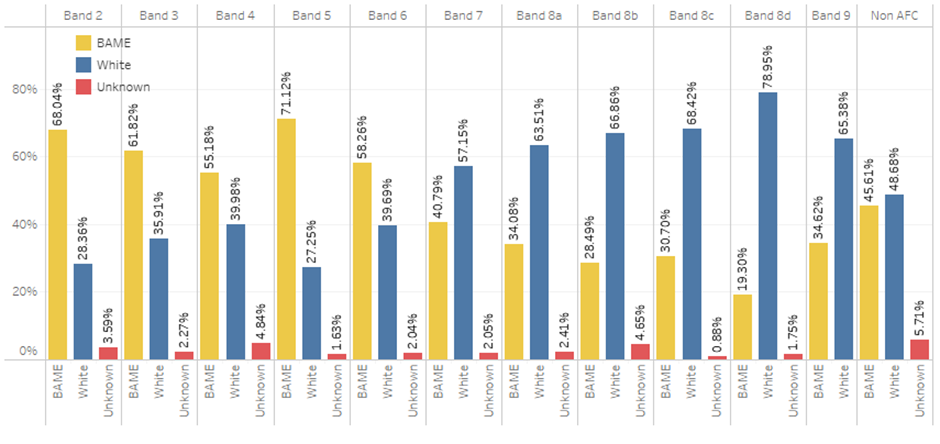 Band 2 Band 3 Band 4 Band 5 Band 6 Band 7 Band 8a Band 8b Band 8c Band 8d Band 9 Non AFC
BAME
White
Unknown
80%
60%
40%
20%
0%
68.04% 28.36% 3.59% 61.82% 35.91% 2.27% 55.18% 39.98% 4.84% 71.12% 27.25% 1.63% 58.26% 39.69% 2.04% 40.79% 57.15% 2.05% 34.08% 63.51% 2.41% 28.49% 66.86% 4.65% 30.70% 68.42% 0.88% 19.30% 78.95% 1.75% 34.62% 65.38% 45.61% 48.68% 5.71%
BAME White Unknown BAME White Unknown BAME White Unknown BAME White Unknown BAME White Unknown BAME White Unknown BAME White Unknown BAME White Unknown BAME White Unknown BAME White Unknown BAME White BAME White Unknown